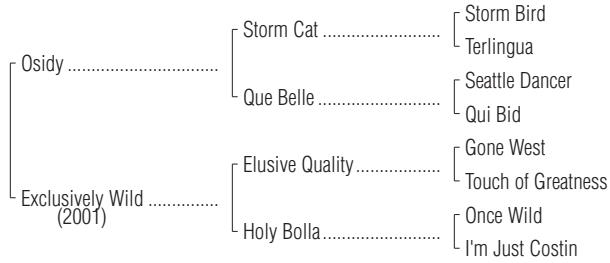 Storm Bird
Storm Cat ..........................
Terlingua
Osidy ................................
Seattle Dancer
Que Belle ..........................
Qui Bid
Gone West
Elusive Quality ..................
Touch of Greatness
Exclusively Wild ...............
(2001)
Once Wild
Holy Bolla .........................
I'm Just Costin